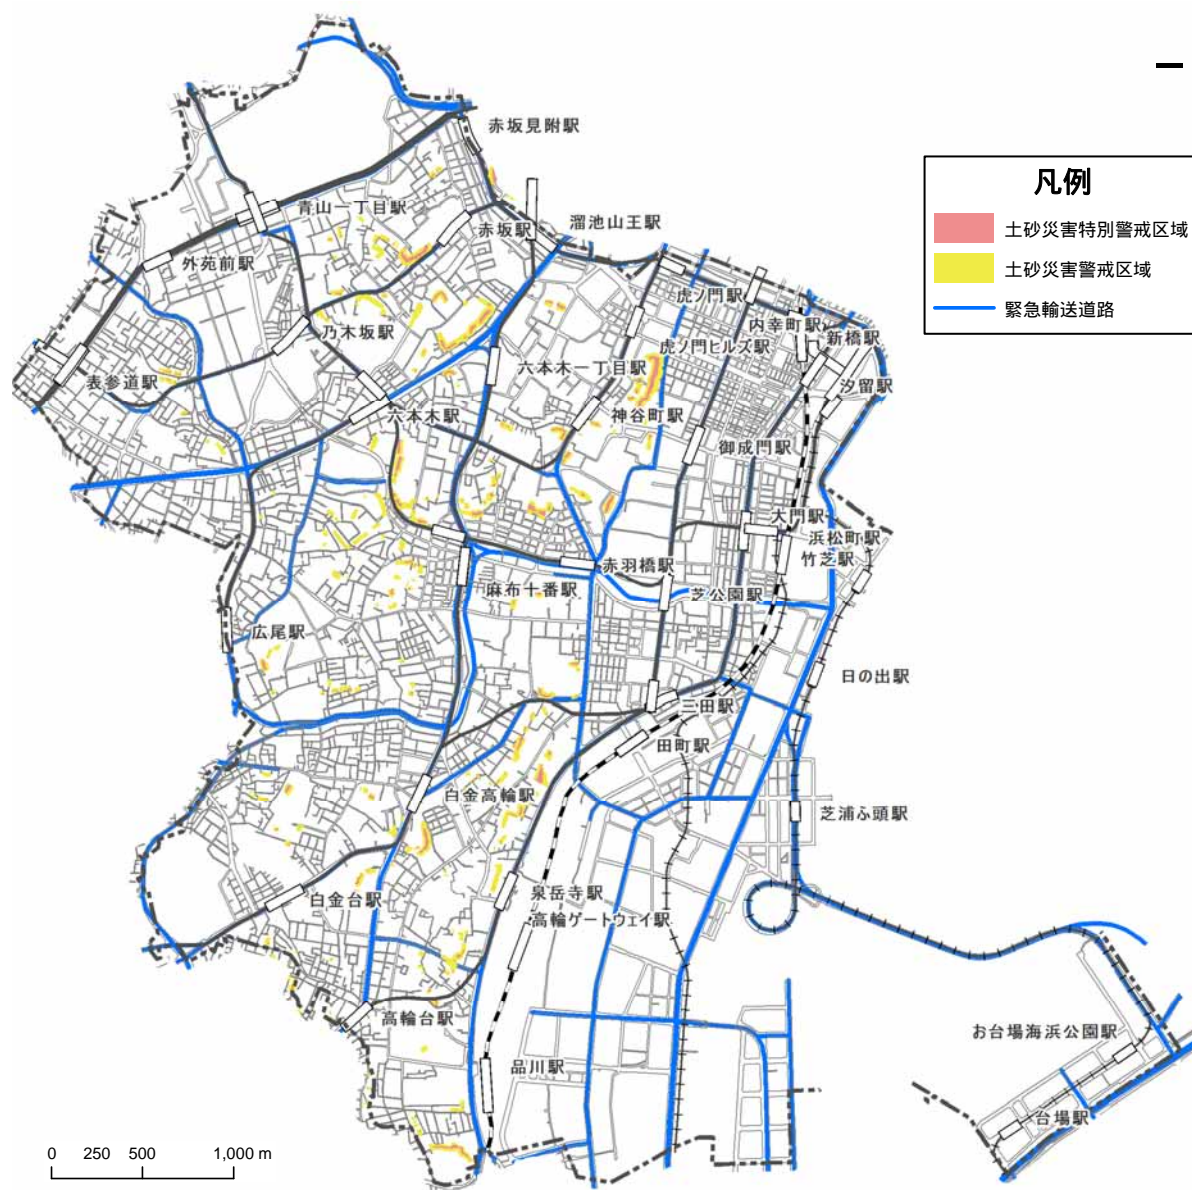 赤坂見附駅
凡例
土砂災害特別警戒区域
土砂災害警戒区域
緊急輸送道路
青山一丁目駅
赤坂駅
溜池山王駅
外苑前駅
虎ノ門駅
内幸町駅
新橋駅
乃木坂駅
虎ノ門ヒルズ駅
六本木一丁目駅
表参道駅
汐留駅
六本木駅
神谷町駅
御成門駅
大門駅
浜松町駅
竹芝駅
赤羽橋駅
麻布十番駅
芝公園駅
広尾駅
日の出駅
三田駅
田町駅
白金高輪駅
芝浦ふ頭駅
泉岳寺駅
白金台駅
高輪ゲートウェイ駅
高輪台駅
お台場海浜公園駅
品川駅
台場駅
0 250 500 1,000 m